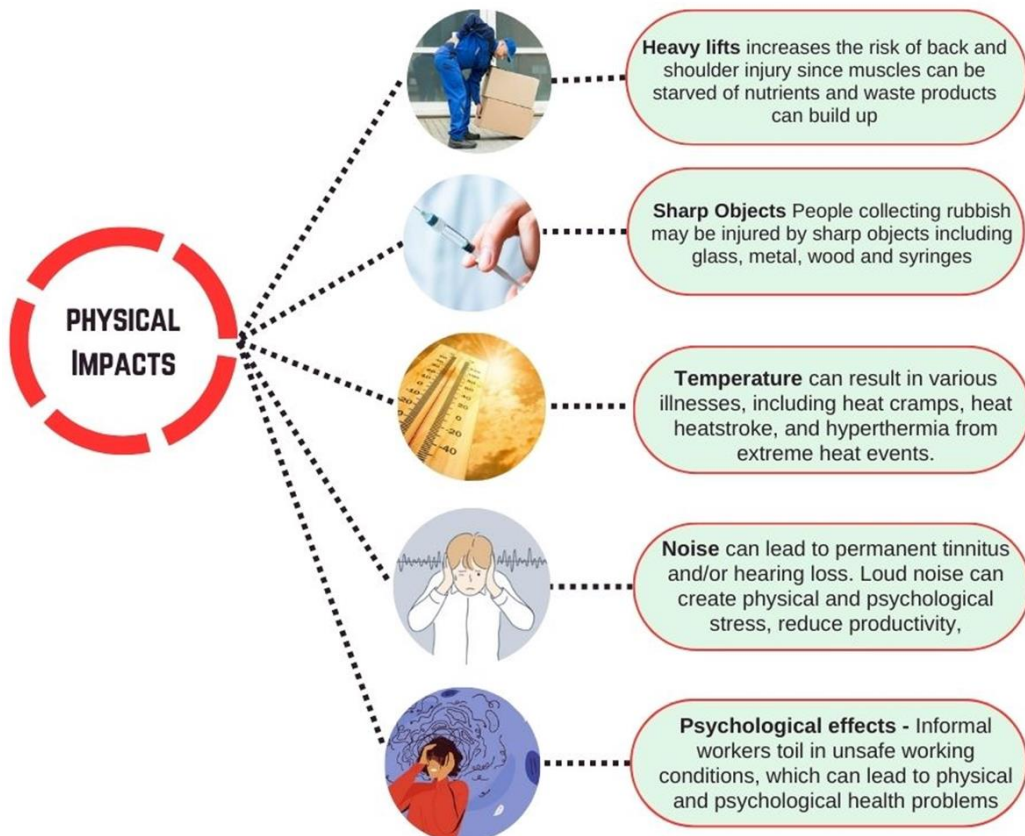 PHYSICAL
IMPACTS
Heavy lifts increases the risk of back and
shoulder injury since muscles can be
starved of nutrients and waste products
can build up
Sharp Objects People collecting rubbish
may be injured by sharp objects including
glass, metal, wood and syringes
Temperature can result in various
illnesses, including heat cramps, heat
heatstroke, and hyperthermia from
extreme heat events.
Noise can lead to permanent tinnitus
and/or hearing loss. Loud noise can
create physical and psychological
stress, reduce productivity,
Psychological effects - Informal
workers toil in unsafe working
conditions, which can lead to physical
and psychological health problems